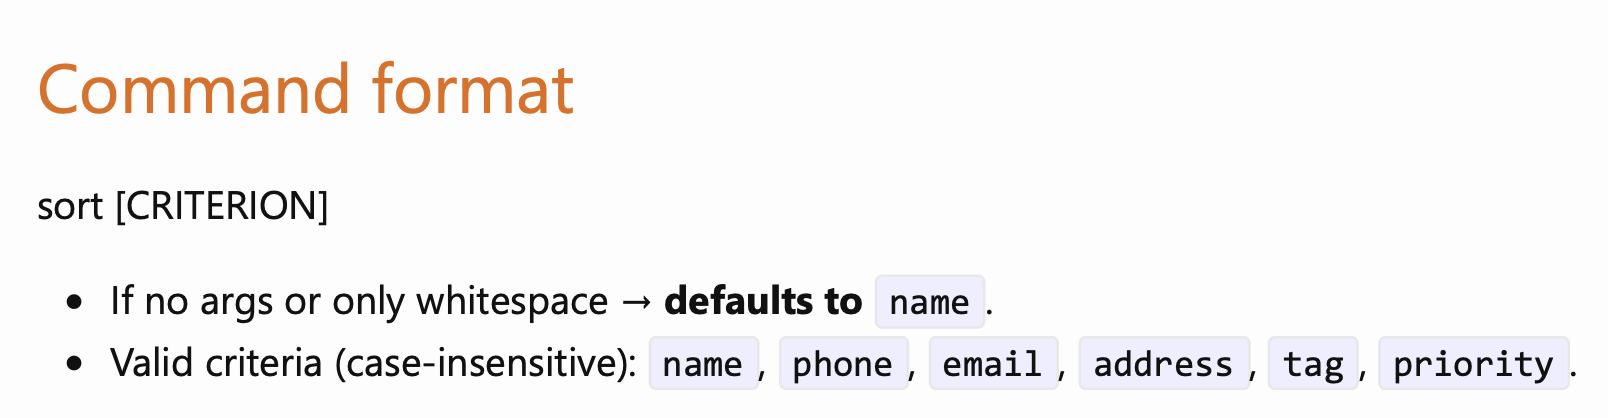 Command format
sort [CRITERION]
• If no args or only whitespace → defaults to name.
• Valid criteria (case-insensitive): name, phone, email, address, tag, priority.